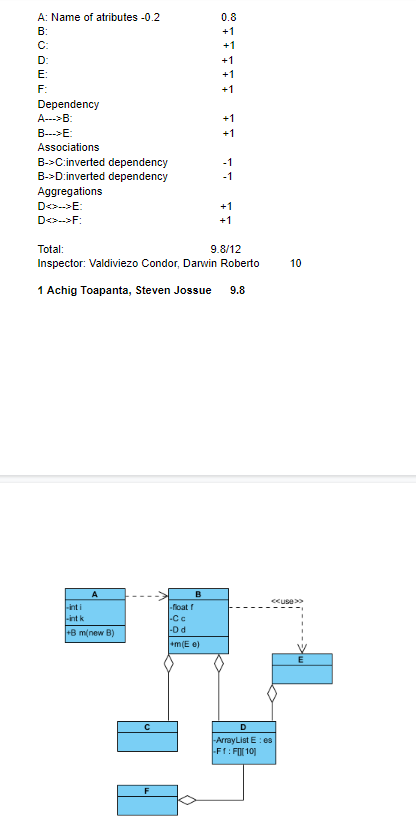 A: Name of atributes -0.2 0.8
B: +1
C: +1
D: +1
E: +1
F: +1
Dependency
A--->B: +1
B--->E: +1
Associations
B->C:inverted dependency -1
B->D:inverted dependency -1
Aggregations
D<>-->E: +1
D<>-->F: +1
Total: 9.8/12
Inspector: Valdiviezo Condor, Darwin Roberto 10
1 Achig Toapanta, Steven Jossue 9.8
A
-int i
-int k
+B m(new B)
B
-float f
-C c
-D d
+m(E e)
<<use>>
E
C
D
-ArrayList E : es
-F f : F[][10]
F